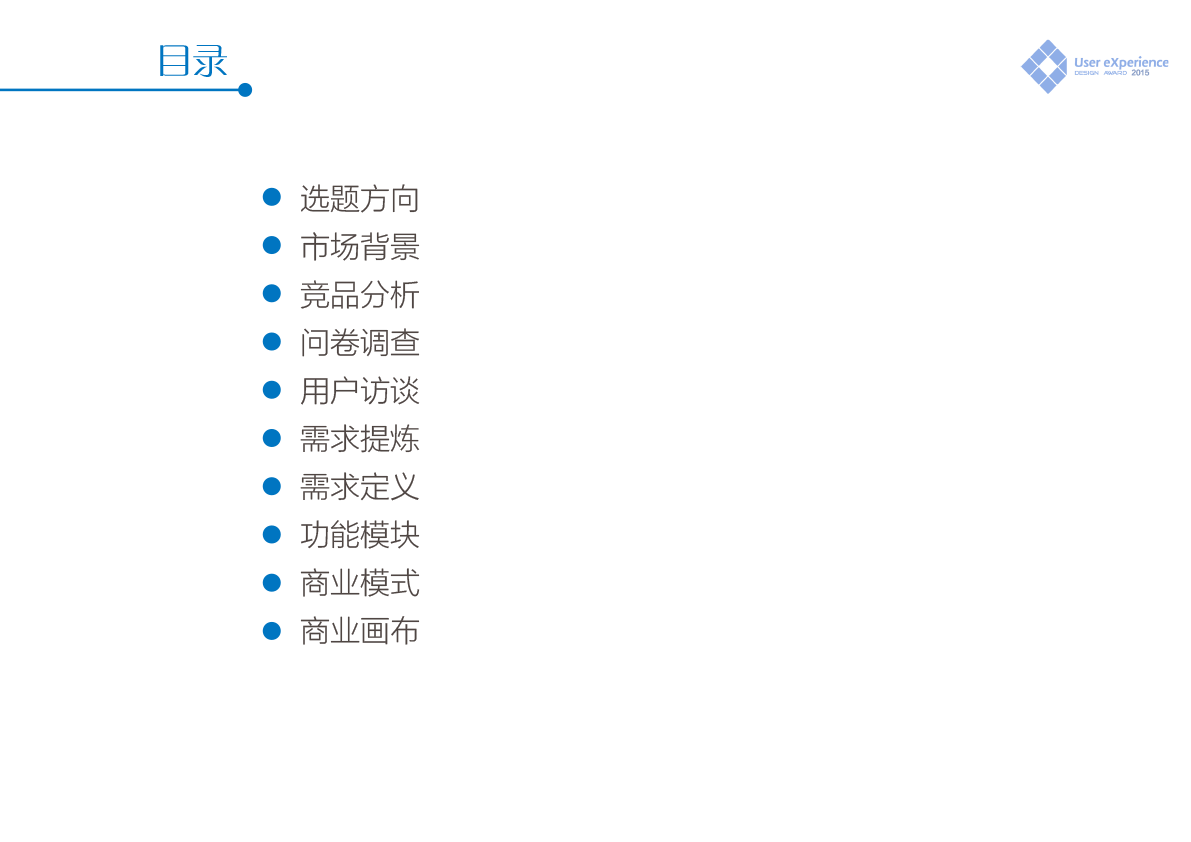 目录
User eXperience
DESIGN AWARD 2015
选题方向
市场背景
竞品分析
问卷调查
用户访谈
需求提炼
需求定义
功能模块
商业模式
商业画布